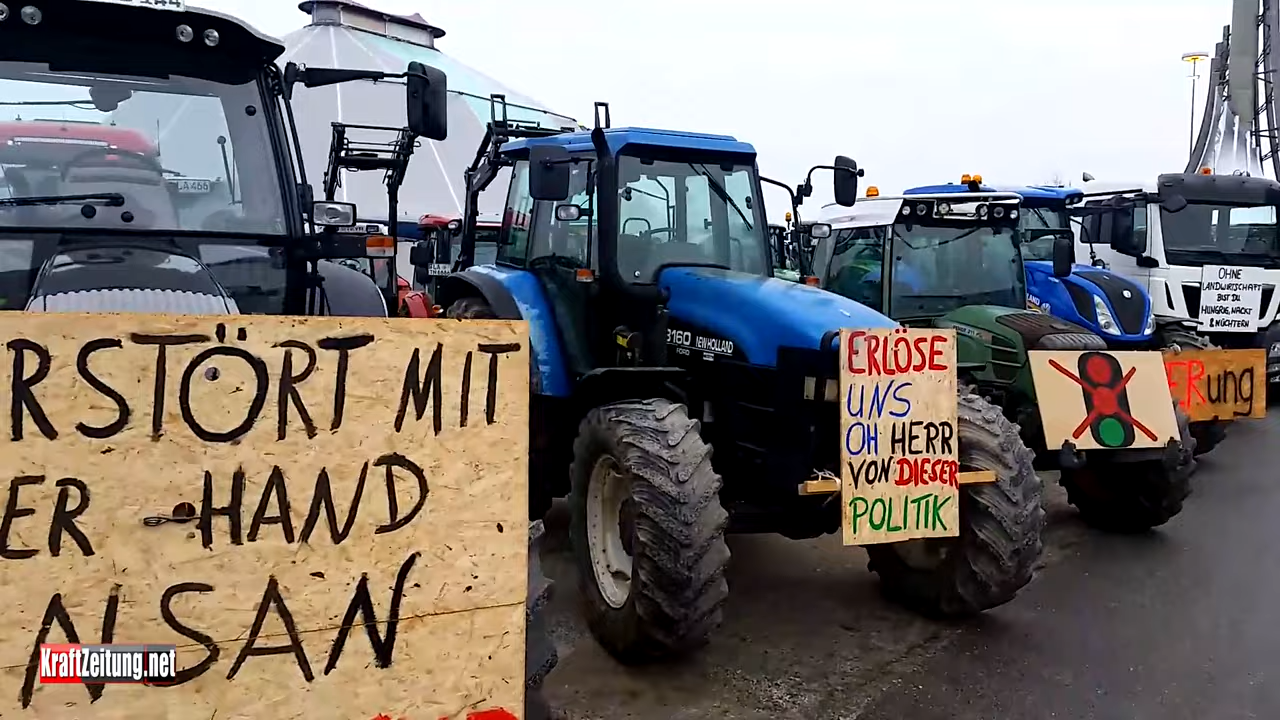 RSTÖRT MIT
ER HAND
NSAN
KraftZeitung.net
8160 NEW HOLLAND
FORD
ERLÖSE
UNS
OH HERR
VON DIESER
POLITIK
OHNE
LANDWIRTSCHAFT
BIST DU
HUNGRIG, NACKT
& NÜCHTERN
ERung